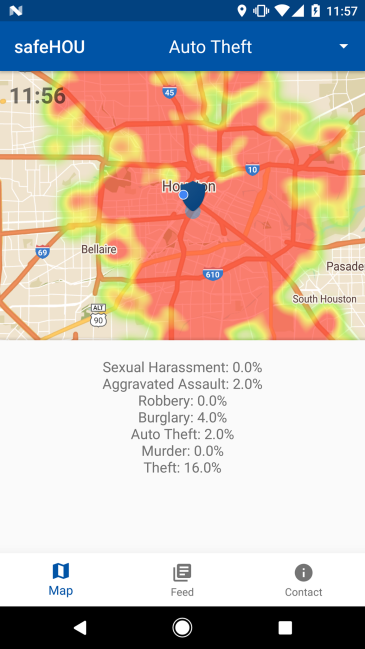 11:57
safeHOU
Auto Theft
11:56
45
Houston
10
Bellaire
69
610
Pasade
South Houston
ALT
90
Sexual Harassment: 0.0%
Aggravated Assault: 2.0%
Robbery: 0.0%
Burglary: 4.0%
Auto Theft: 2.0%
Murder: 0.0%
Theft: 16.0%
Map
Feed
Contact